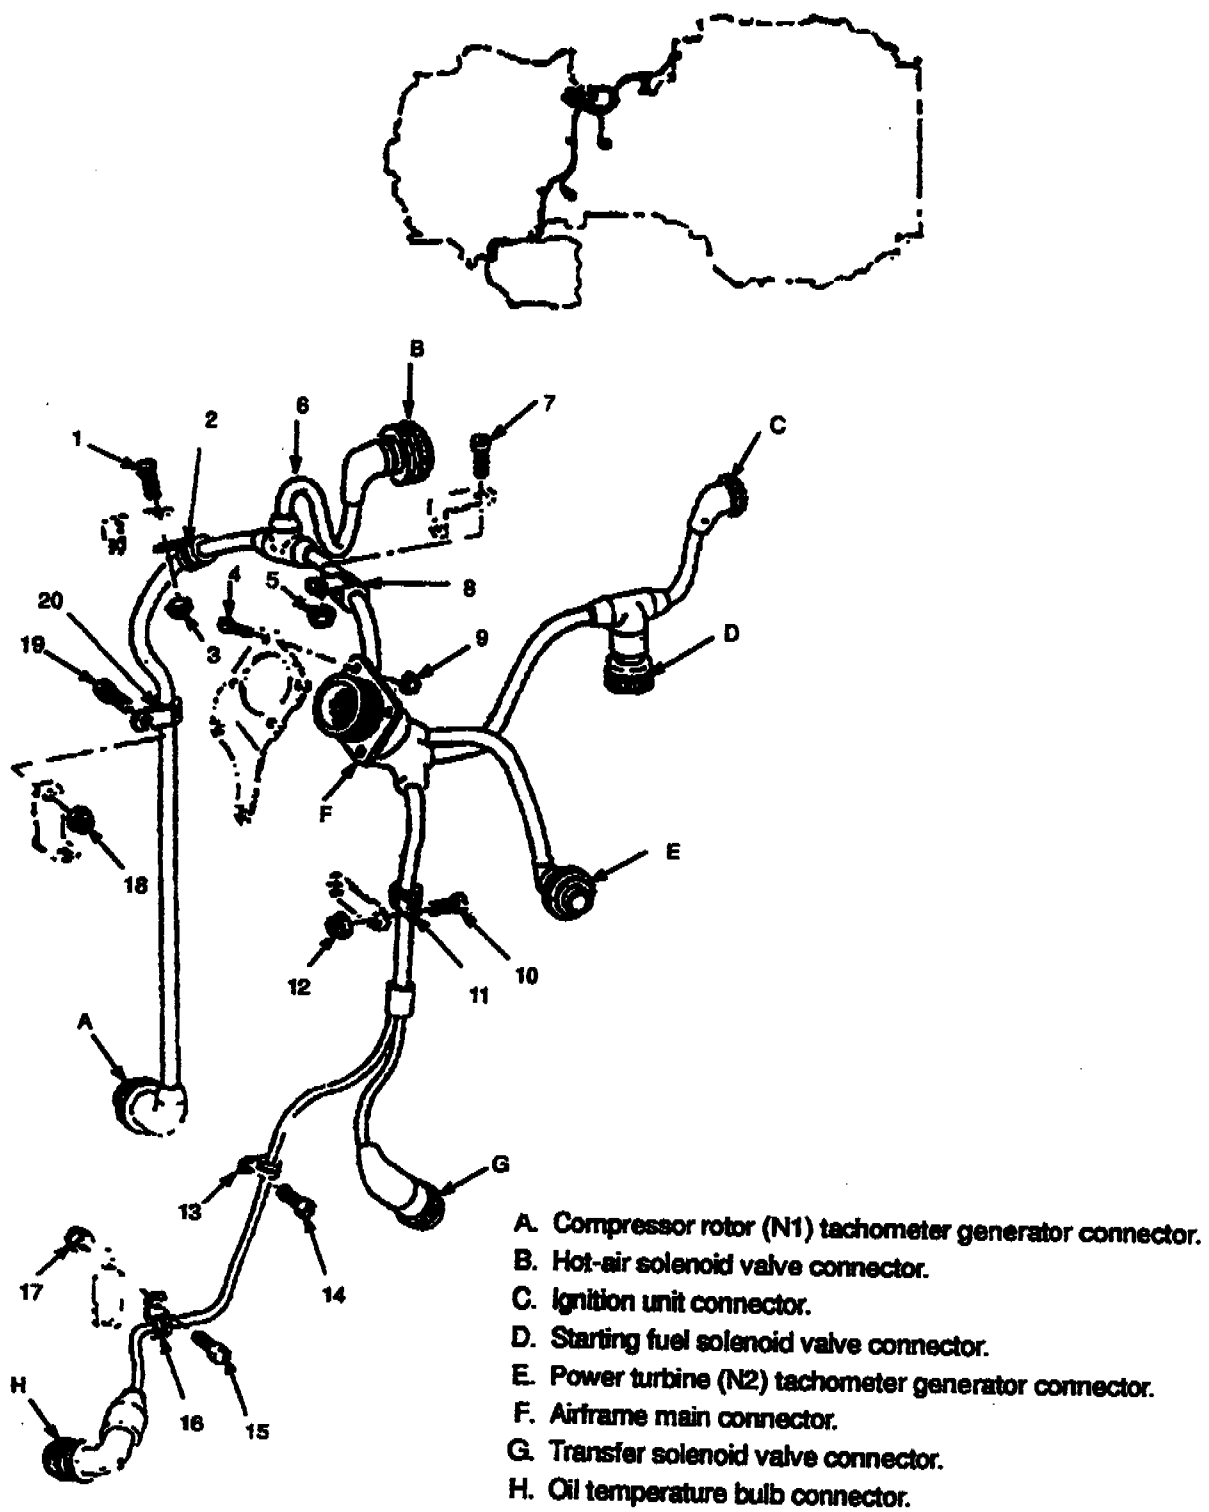 B
6
7
2
C
1
5
4
8
20
3
9
D
19
F
18
E
12
11
10
A
G
13
17
14
H
16
15
A. Compressor rotor (N1) tachometer generator connector.
B. Hot-air solenoid valve connector.
C. Ignition unit connector.
D. Starting fuel solenoid valve connector.
E. Power turbine (N2) tachometer generator connector.
F. Airframe main connector.
G. Transfer solenoid valve connector.
H. Oil temperature bulb connector.